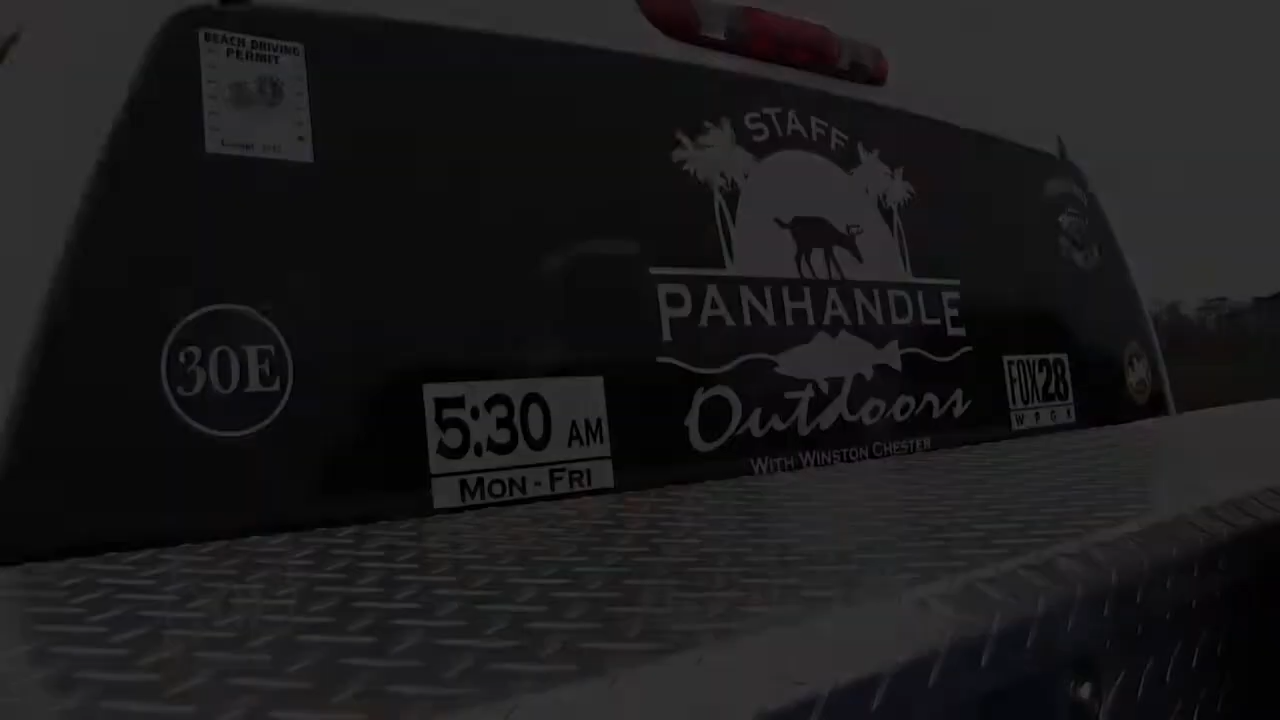 BEACH DRIVING
PERMIT
STAFF
PANHANDLE
Outdoors
WITH WINSTON CHESTER
30E
5:30 AM
MON - FRI
FOX28
WPGX